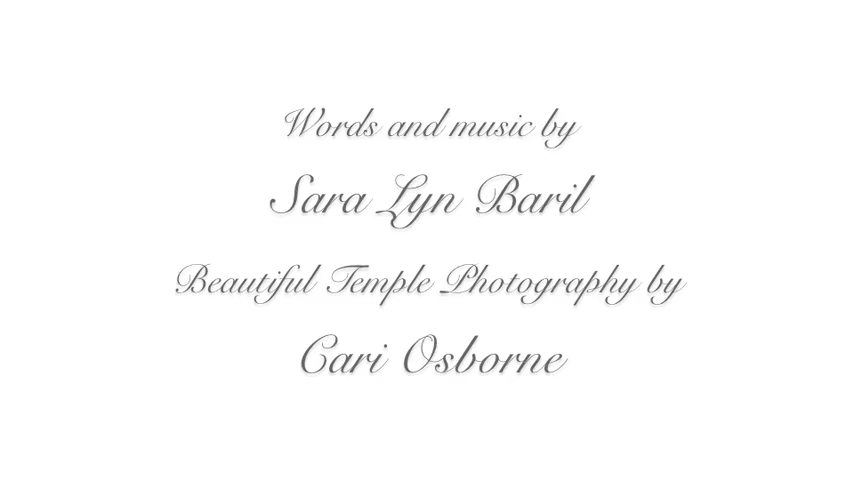 Words and music by
Sara Lyn Baril
Beautiful Temple Photography by
Cari Osborne